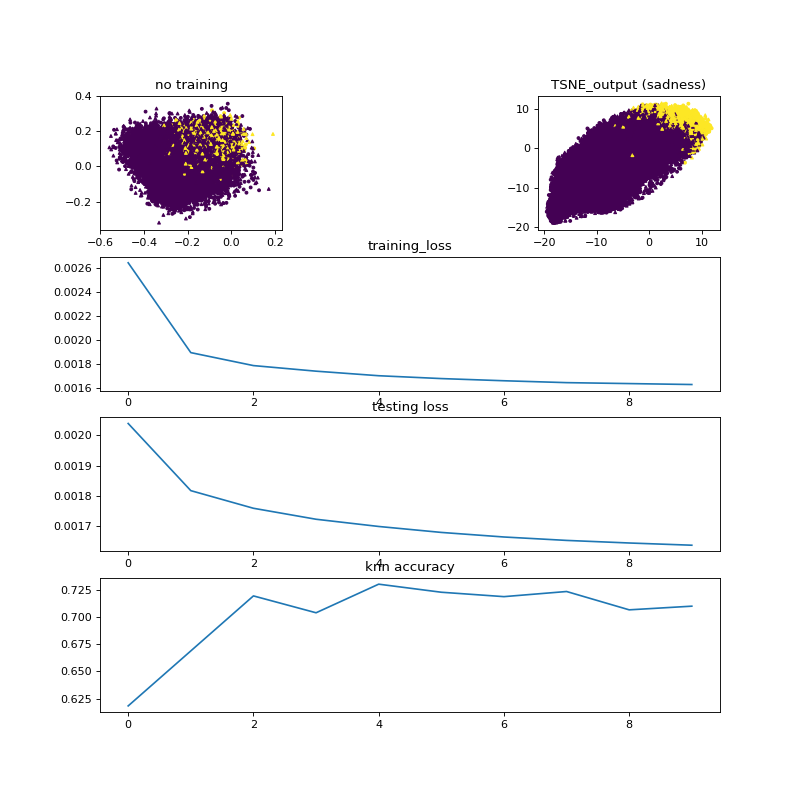 no training
TSNE_output (sadness)
0.4
0.2
0.0
−0.2
−0.6 −0.4 −0.2 0.0 0.2
10
0
−10
−20
−20 −10 0 10
training_loss
0.0026
0.0024
0.0022
0.0020
0.0018
0.0016
0 2 4 6 8
testing loss
0.0020
0.0019
0.0018
0.0017
0 2 4 6 8
knn accuracy
0.725
0.700
0.675
0.650
0.625
0 2 4 6 8